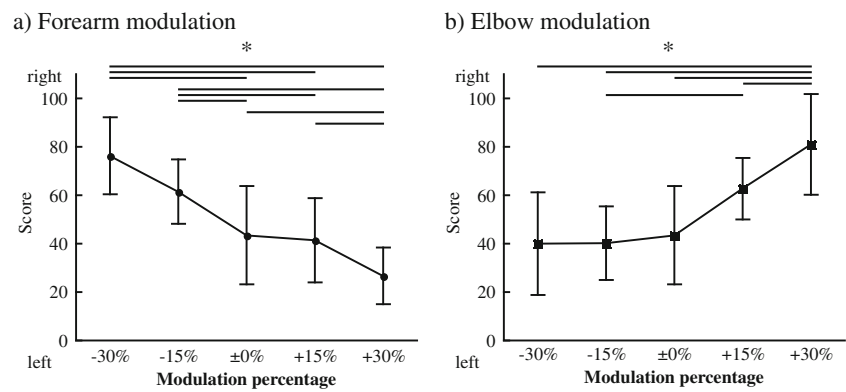 a) Forearm modulation
*
right
100
80
60
40
20
0
left
Score
-30% -15% ±0% +15% +30%
Modulation percentage
b) Elbow modulation
*
right
100
80
60
40
20
0
left
Score
-30% -15% ±0% +15% +30%
Modulation percentage